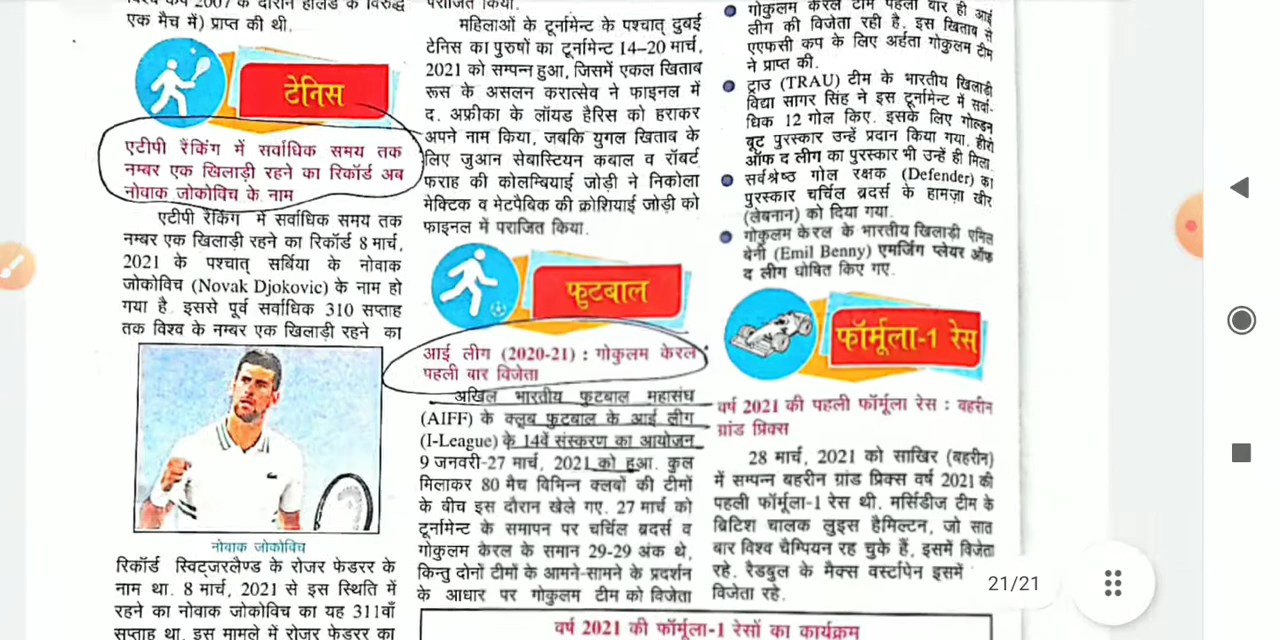 एक मैच में) प्राप्त की थी.
टेनिस
एटीपी रैंकिंग में सर्वाधिक समय तक
नम्बर एक खिलाड़ी रहने का रिकॉर्ड अब
नोवाक जोकोविच के नाम
एटीपी रैंकिंग में सर्वाधिक समय तक
नम्बर एक खिलाड़ी रहने का रिकॉर्ड 8 मार्च,
2021 के पश्चात् सर्बिया के नोवाक
जोकोविच (Novak Djokovic) के नाम हो
गया है. इससे पूर्व सर्वाधिक 310 सप्ताह
तक विश्व के नम्बर एक खिलाड़ी रहने का
नोवाक जोकोविच
रिकॉर्ड स्विट्जरलैण्ड के रोजर फेडरर के
नाम था. 8 मार्च, 2021 से इस स्थिति में
रहने का नोवाक जोकोविच का यह 311वाँ
सप्ताह था. इस मामले में रोजर फेडरर का
पराजित किया.
महिलाओं के टूर्नामेन्ट के पश्चात् दुबई
टेनिस का पुरुषों का टूर्नामेन्ट 14–20 मार्च,
2021 को सम्पन्न हुआ, जिसमें एकल खिताब
रूस के असलन करात्सेव ने फाइनल में
द. अफ्रीका के लॉयड हैरिस को हराकर
अपने नाम किया, जबकि युगल खिताब के
लिए जुआन सेबास्टियन कबाल व रॉबर्ट
फराह की कोलम्बियाई जोड़ी ने निकोला
मेक्टिक व मेटपैबिक की क्रोशियाई जोड़ी को
फाइनल में पराजित किया.
फुटबाल
आई लीग (2020-21) : गोकुलम केरल
पहली बार विजेता
अखिल भारतीय फुटबाल महासंघ
(AIFF) के क्लब फुटबाल के आई लीग
(I-League) के 14वें संस्करण का आयोजन
9 जनवरी-27 मार्च, 2021 को हुआ. कुल
मिलाकर 80 मैच विभिन्न क्लबों की टीमों
के बीच इस दौरान खेले गए. 27 मार्च को
टूर्नामेन्ट के समापन पर चर्चिल ब्रदर्स व
गोकुलम केरल के समान 29-29 अंक थे,
किन्तु दोनों टीमों के आमने-सामने के प्रदर्शन
के आधार पर गोकुलम टीम को विजेता
गोकुलम केरल टीम पहली बार ही आई
लीग की विजेता रही है. इस खिताब से
एएफसी कप के लिए अर्हता गोकुलम टीम
ने प्राप्त की.
ट्राउ (TRAU) टीम के भारतीय खिलाड़ी
विद्या सागर सिंह ने इस टूर्नामेन्ट में सर्वा-
धिक 12 गोल किए. इसके लिए गोल्डन
बूट पुरस्कार उन्हें प्रदान किया गया. हीरो
ऑफ द लीग का पुरस्कार भी उन्हें ही मिला.
सर्वश्रेष्ठ गोल रक्षक (Defender) का
पुरस्कार चर्चिल ब्रदर्स के हामज़ा खीर
(लेबनान) को दिया गया.
गोकुलम केरल के भारतीय खिलाड़ी एमिल
बेनी (Emil Benny) एमर्जिंग प्लेयर ऑफ
द लीग घोषित किए गए.
फॉर्मूला-1 रेस
वर्ष 2021 की पहली फॉर्मूला रेस : बहरीन
ग्रांड प्रिक्स
28 मार्च, 2021 को साखिर (बहरीन)
में सम्पन्न बहरीन ग्रांड प्रिक्स वर्ष 2021 की
पहली फॉर्मूला-1 रेस थी. मर्सिडीज टीम के
ब्रिटिश चालक लुइस हैमिल्टन, जो सात
बार विश्व चैम्पियन रह चुके हैं, इसमें विजेता
रहे. रैडबुल के मैक्स वर्स्टापेन इसमें
विजेता रहे.
21/21
वर्ष 2021 की फॉर्मूला-1 रेसों का कार्यक्रम